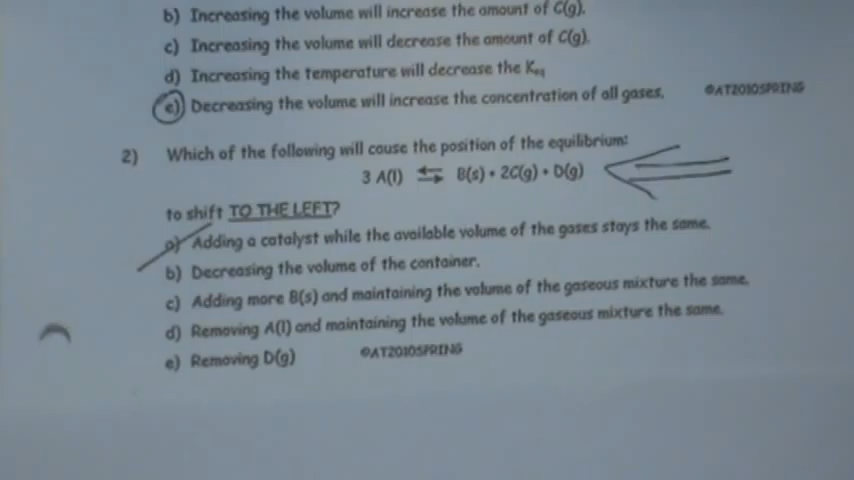 b) Increasing the volume will increase the amount of C(g).
c) Increasing the volume will decrease the amount of C(g).
d) Increasing the temperature will decrease the Keq
e) Decreasing the volume will increase the concentration of all gases. ©AT2010SPRING
2) Which of the following will cause the position of the equilibrium:
3 A(l) ⇆ B(s) + 2C(g) + D(g)
to shift TO THE LEFT?
a) Adding a catalyst while the available volume of the gases stays the same.
b) Decreasing the volume of the container.
c) Adding more B(s) and maintaining the volume of the gaseous mixture the same.
d) Removing A(l) and maintaining the volume of the gaseous mixture the same.
e) Removing D(g) ©AT2010SPRING